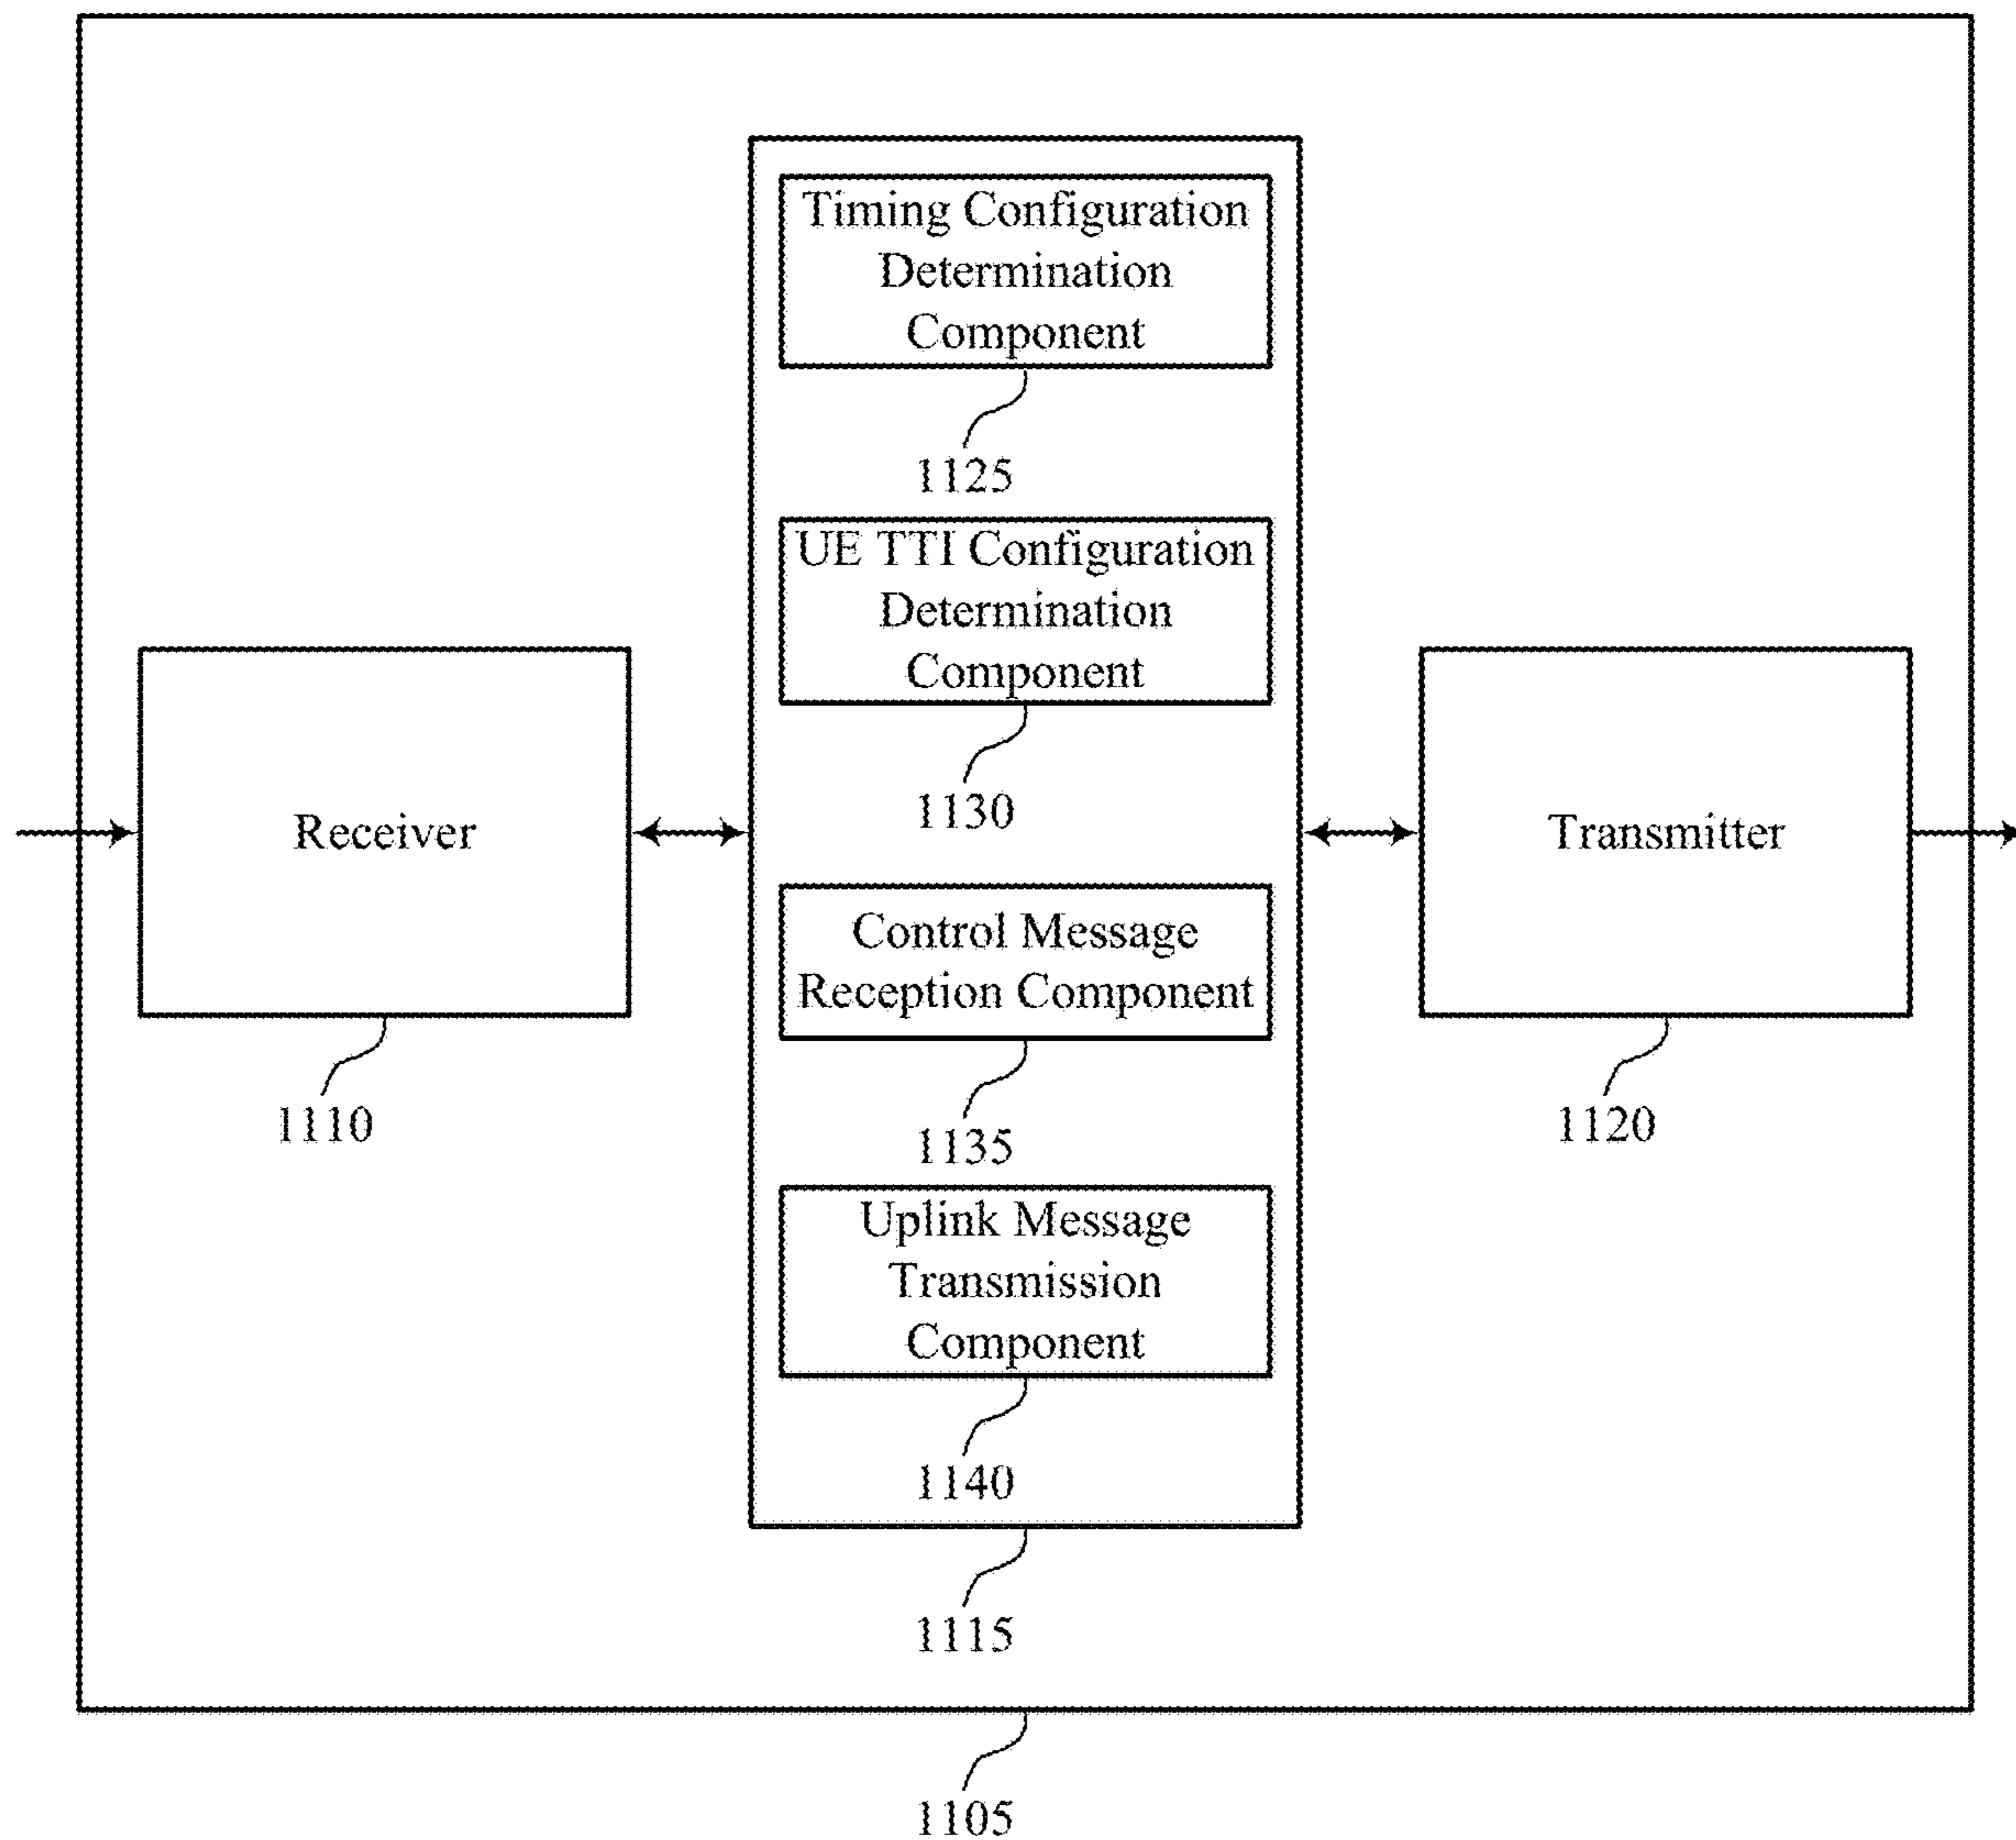 Timing Configuration
Determination
Component
1125
UE TTI Configuration
Determination
Component
1130
Receiver
1110
Control Message
Reception Component
1135
Transmitter
1120
Uplink Message
Transmission
Component
1140
1115
1105